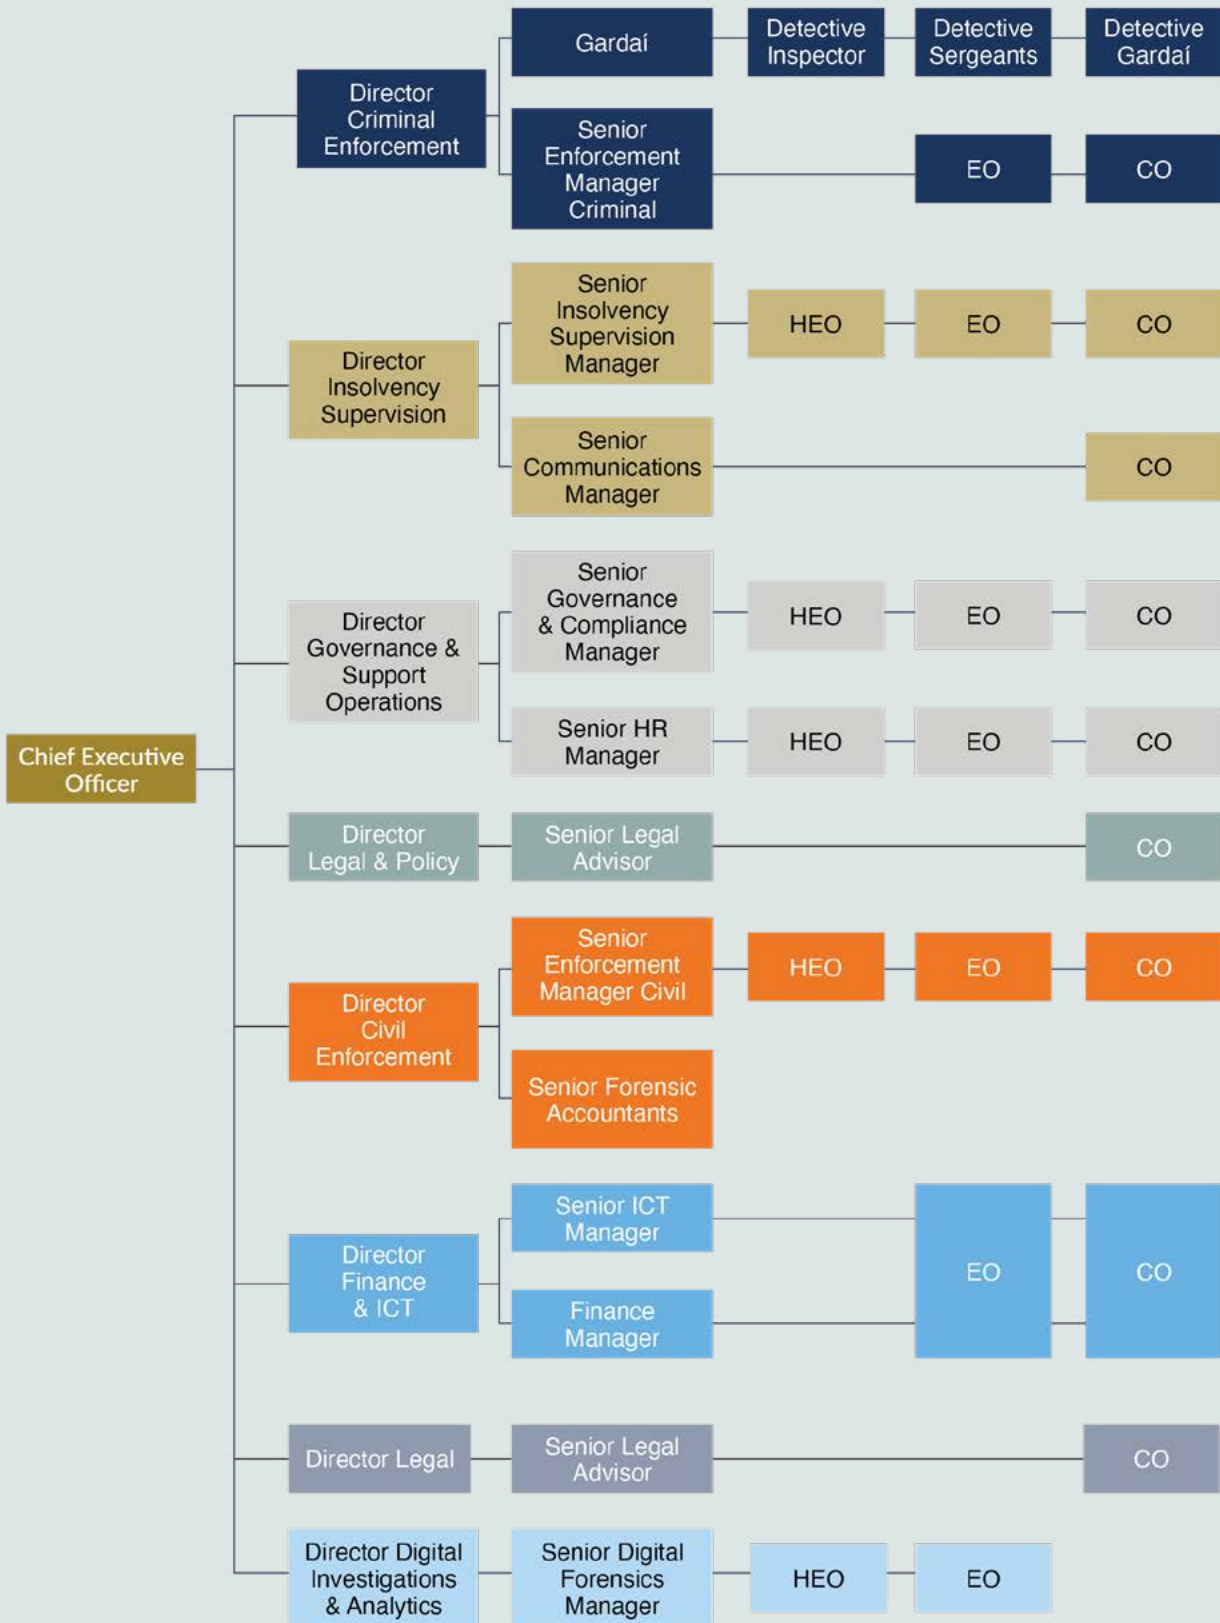 Gardaí
Detective
Inspector
Detective
Sergeants
Detective
Gardaí
Director
Criminal
Enforcement
Senior
Enforcement
Manager
Criminal
EO
CO
Senior
Insolvency
Supervision
Manager
HEO
EO
CO
Director
Insolvency
Supervision
Senior
Communications
Manager
CO
Senior
Governance
& Compliance
Manager
HEO
EO
CO
Director
Governance &
Support
Operations
Senior HR
Manager
HEO
EO
CO
Chief Executive
Officer
Director
Legal & Policy
Senior Legal
Advisor
CO
Senior
Enforcement
Manager Civil
HEO
EO
CO
Director
Civil
Enforcement
Senior Forensic
Accountants
Senior ICT
Manager
Director
Finance
& ICT
EO
CO
Finance
Manager
Director Legal
Senior Legal
Advisor
CO
Director Digital
Investigations
& Analytics
Senior Digital
Forensics
Manager
HEO
EO